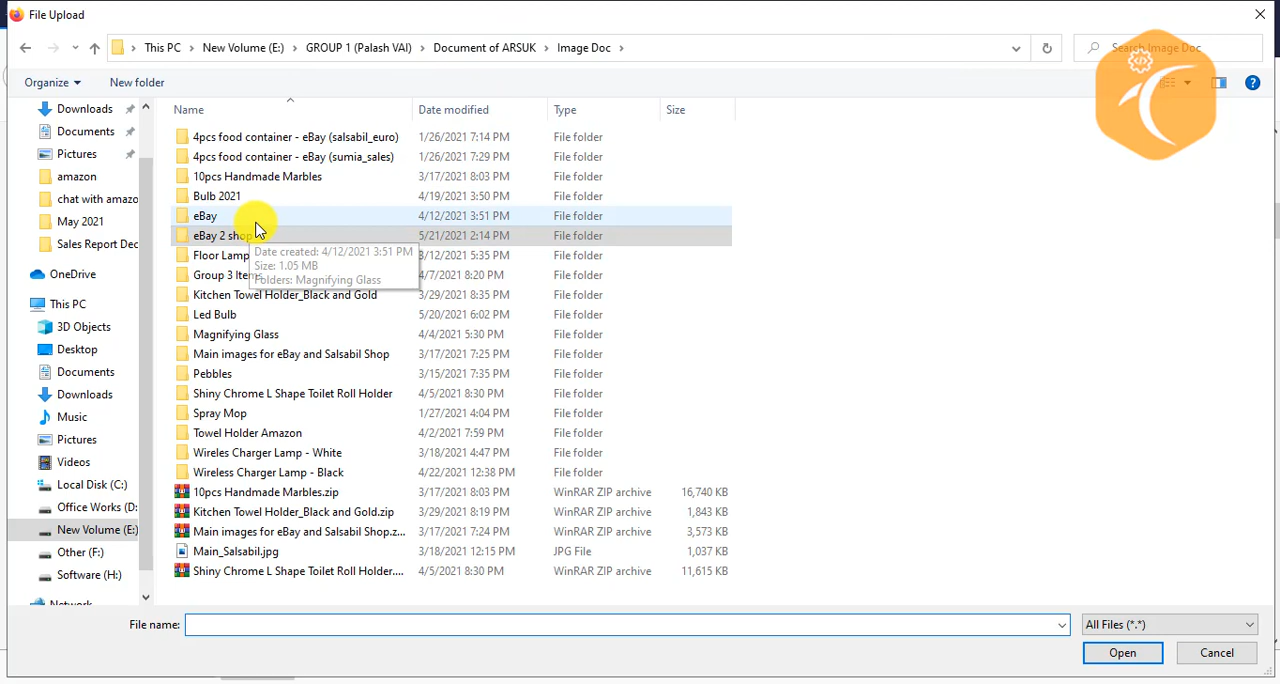 File Upload
This PC > New Volume (E:) > GROUP 1 (Palash VAI) > Document of ARSUK > Image Doc >
Search Image Doc
Organize
New folder
Name
Date modified
Type
Size
Downloads
Documents
Pictures
amazon
chat with amazo
May 2021
Sales Report Dec
OneDrive
This PC
3D Objects
Desktop
Documents
Downloads
Music
Pictures
Videos
Local Disk (C:)
Office Works (D:
New Volume (E:)
Other (F:)
Software (H:)
Network
4pcs food container - eBay (salsabil_euro) 1/26/2021 7:14 PM File folder
4pcs food container - eBay (sumia_sales) 1/26/2021 7:29 PM File folder
10pcs Handmade Marbles 3/17/2021 8:03 PM File folder
Bulb 2021 4/19/2021 3:50 PM File folder
eBay 4/12/2021 3:51 PM File folder
eBay 2 shop 5/21/2021 2:14 PM File folder
Date created: 4/12/2021 3:51 PM
Size: 1.05 MB
Folders: Magnifying Glass
Floor Lamp 3/12/2021 5:35 PM File folder
Group 3 Items 4/7/2021 8:20 PM File folder
Kitchen Towel Holder_Black and Gold 3/29/2021 8:35 PM File folder
Led Bulb 5/20/2021 6:02 PM File folder
Magnifying Glass 4/4/2021 5:30 PM File folder
Main images for eBay and Salsabil Shop 3/17/2021 7:25 PM File folder
Pebbles 3/15/2021 7:35 PM File folder
Shiny Chrome L Shape Toilet Roll Holder 4/5/2021 8:30 PM File folder
Spray Mop 1/27/2021 4:04 PM File folder
Towel Holder Amazon 4/2/2021 7:59 PM File folder
Wireles Charger Lamp - White 3/18/2021 4:47 PM File folder
Wireless Charger Lamp - Black 4/22/2021 12:38 PM File folder
10pcs Handmade Marbles.zip 3/17/2021 8:03 PM WinRAR ZIP archive 16,740 KB
Kitchen Towel Holder_Black and Gold.zip 3/29/2021 8:19 PM WinRAR ZIP archive 1,843 KB
Main images for eBay and Salsabil Shop.z... 3/17/2021 7:24 PM WinRAR ZIP archive 3,573 KB
Main_Salsabil.jpg 3/18/2021 12:15 PM JPG File 1,037 KB
Shiny Chrome L Shape Toilet Roll Holder.... 4/5/2021 8:30 PM WinRAR ZIP archive 11,615 KB
File name:
All Files (*.*)
Open
Cancel